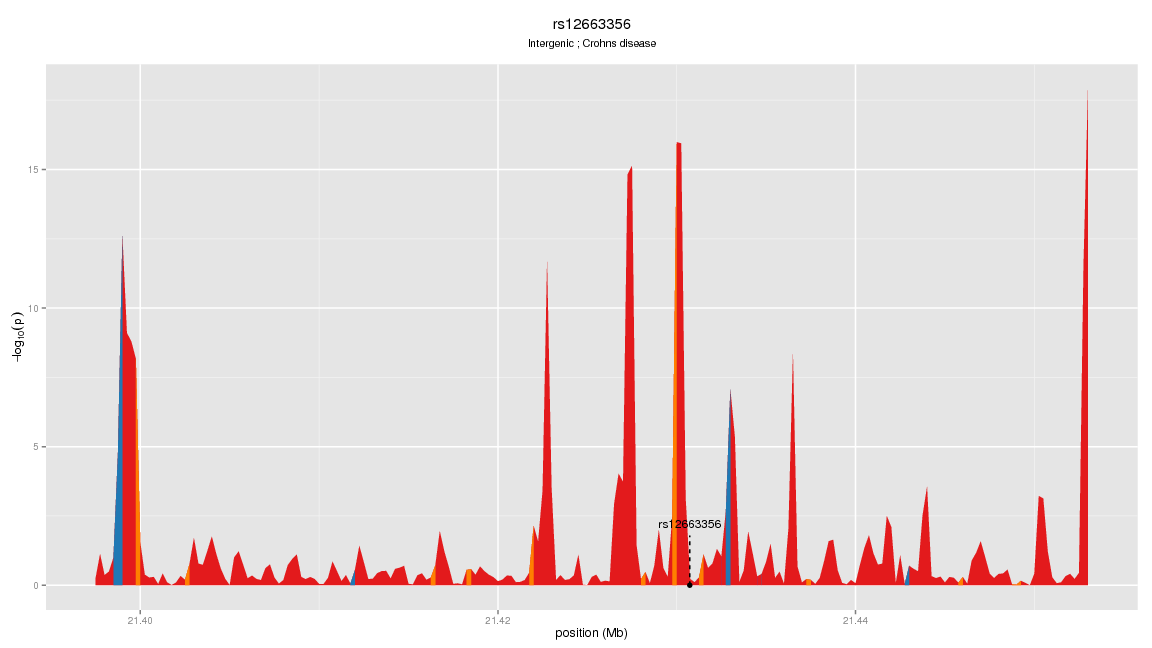 rs12663356
Intergenic ; Crohns disease
−log10(p)
15
10
5
0
rs12663356
21.40
21.42
21.44
position (Mb)